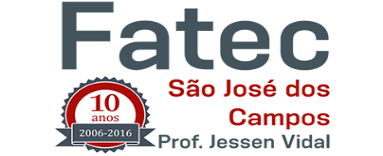 Fatec
São José dos
Campos
Prof. Jessen Vidal
10
anos
2006-2016